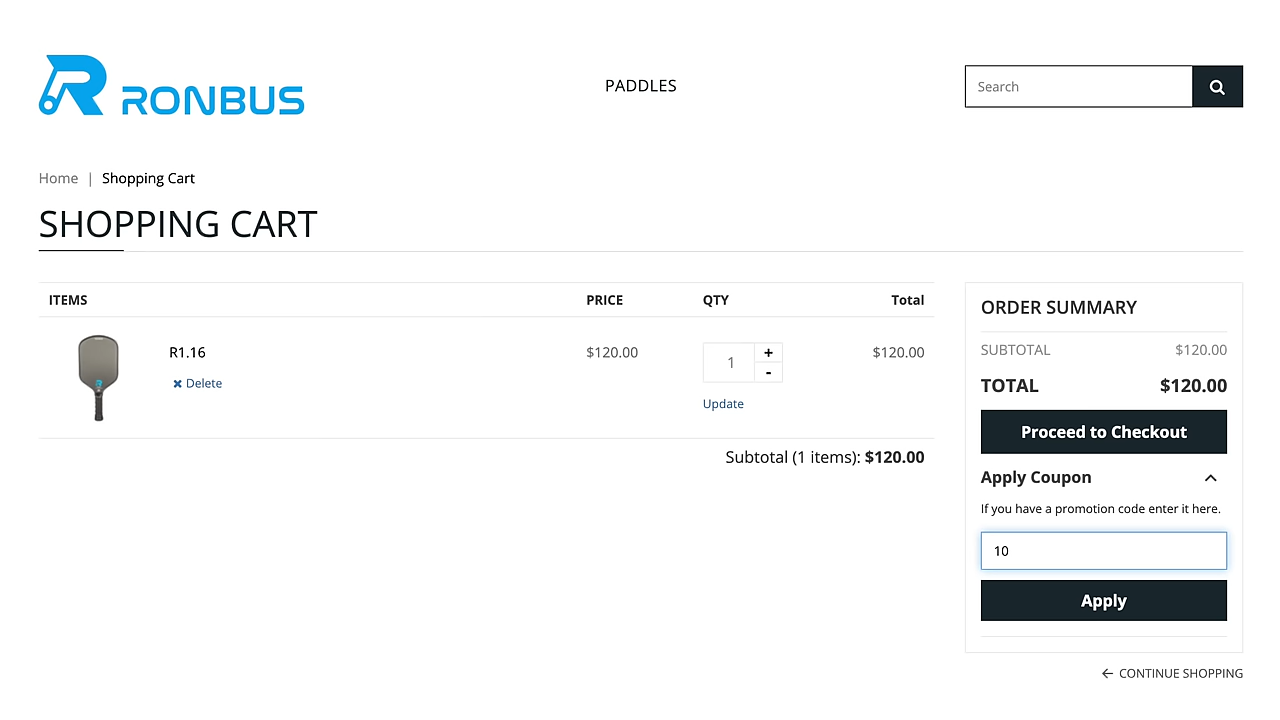 RONBUS
PADDLES
Search
Home | Shopping Cart
SHOPPING CART
ITEMS PRICE QTY Total
R1.16 $120.00 1 + $120.00
-
Delete
Update
Subtotal (1 items): $120.00
ORDER SUMMARY
SUBTOTAL $120.00
TOTAL $120.00
Proceed to Checkout
Apply Coupon
If you have a promotion code enter it here.
10
Apply
CONTINUE SHOPPING